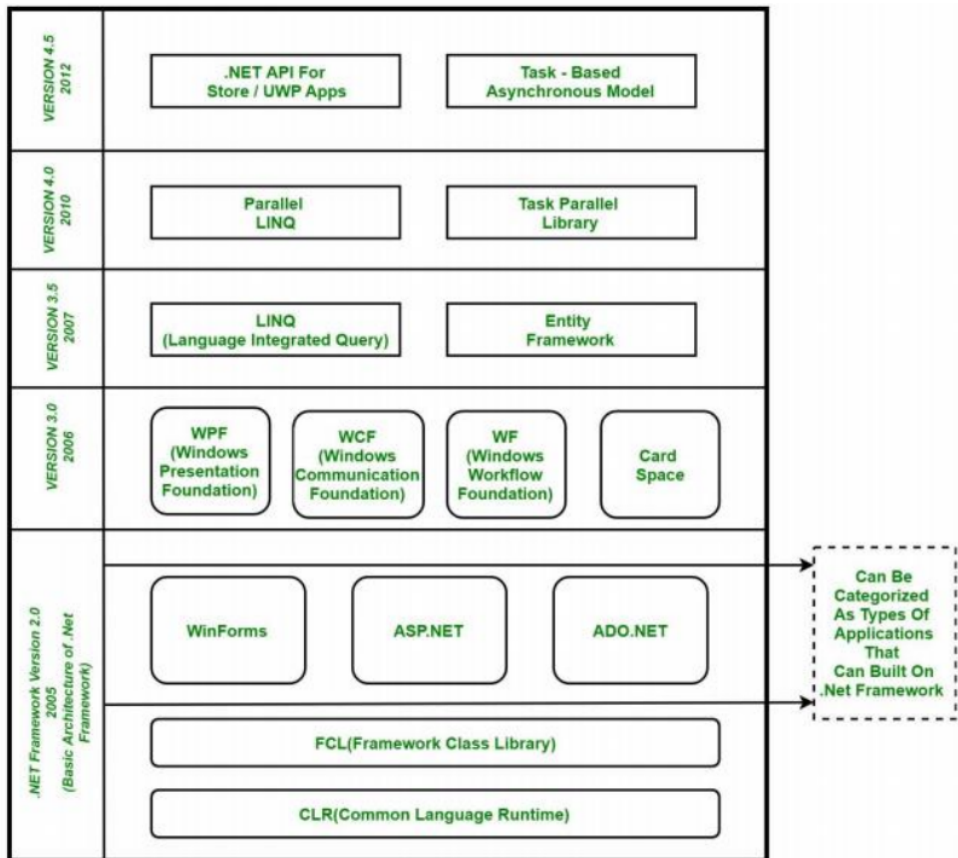 VERSION 4.5
2012
.NET API For
Store / UWP Apps
Task - Based
Asynchronous Model
VERSION 4.0
2010
Parallel
LINQ
Task Parallel
Library
VERSION 3.5
2007
LINQ
(Language Integrated Query)
Entity
Framework
VERSION 3.0
2006
WPF
(Windows
Presentation
Foundation)
WCF
(Windows
Communication
Foundation)
WF
(Windows
Workflow
Foundation)
Card
Space
.NET Framework Version 2.0
2005
(Basic Architecture of .Net
Framework)
WinForms
ASP.NET
ADO.NET
Can Be
Categorized
As Types Of
Applications
That
Can Built On
.Net Framework
FCL(Framework Class Library)
CLR(Common Language Runtime)